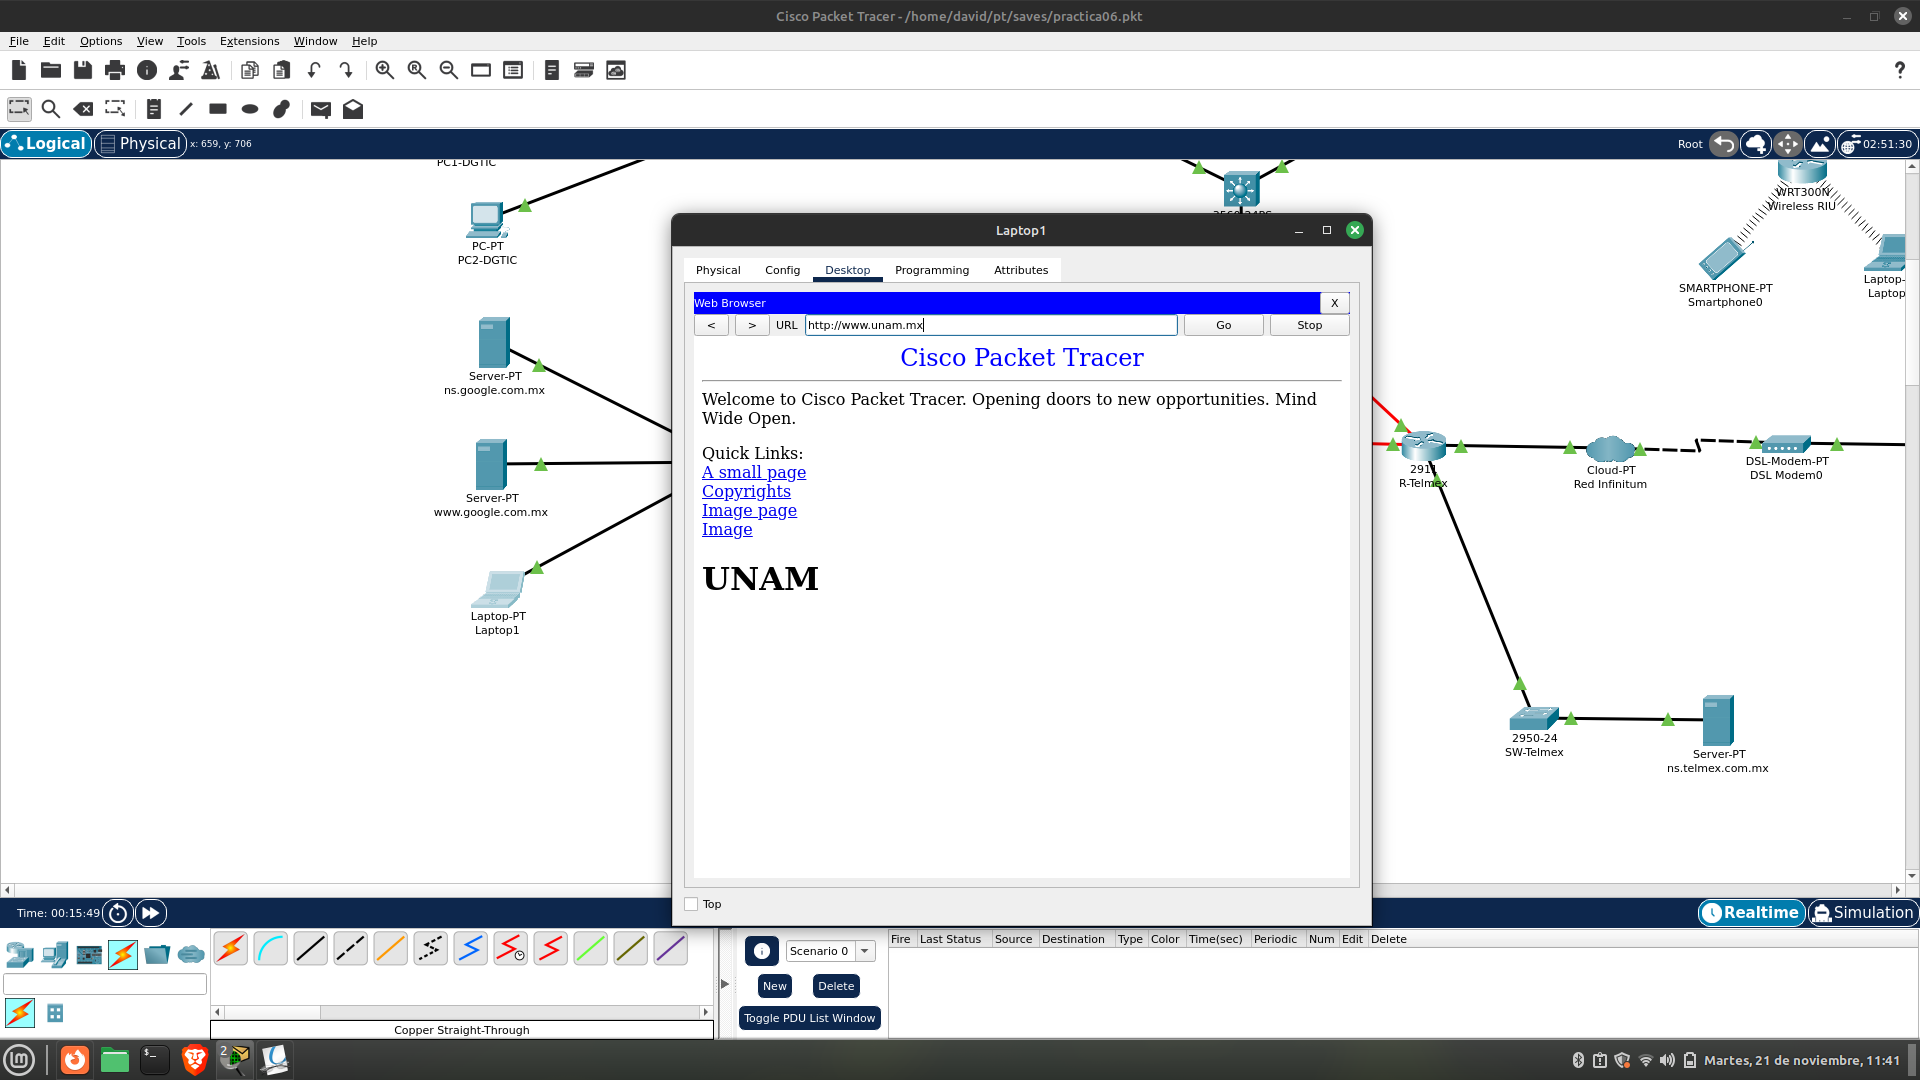 Cisco Packet Tracer - /home/david/pt/saves/practica06.pkt
File Edit Options View Tools Extensions Window Help
?
Logical Physical x: 659, y: 706 Root 02:51:30
PC1-DGTIC
PC-PT
PC2-DGTIC
WRT300N
Wireless RIU
SMARTPHONE-PT
Smartphone0
Laptop-
Laptop
Server-PT
ns.google.com.mx
Server-PT
www.google.com.mx
Laptop-PT
Laptop1
Laptop1
Physical Config Desktop Programming Attributes
Web Browser X
< > URL http://www.unam.mx Go Stop
Cisco Packet Tracer
Welcome to Cisco Packet Tracer. Opening doors to new opportunities. Mind
Wide Open.
Quick Links:
A small page
Copyrights
Image page
Image
UNAM
Top
2911
R-Telmex
Cloud-PT
Red Infinitum
DSL-Modem-PT
DSL Modem0
2950-24
SW-Telmex
Server-PT
ns.telmex.com.mx
Time: 00:15:49 Realtime Simulation
Scenario 0
New Delete
Toggle PDU List Window
Fire Last Status Source Destination Type Color Time(sec) Periodic Num Edit Delete
Copper Straight-Through
2
Martes, 21 de noviembre, 11:41